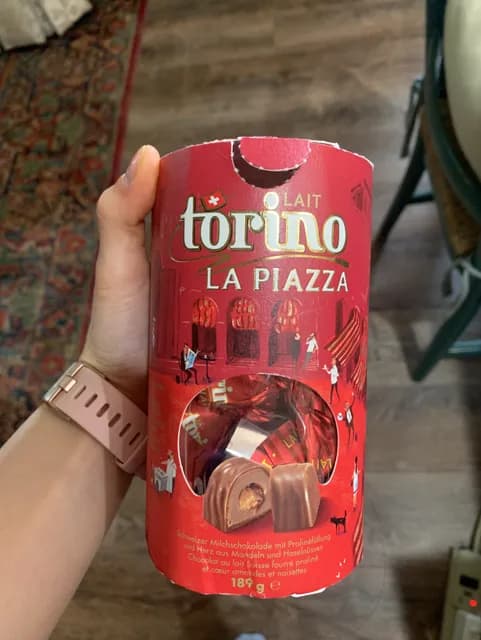 LAIT
torino
LA PIAZZA
Schweizer Milchschokolade mit Pralinéfüllung
und Herz aus Mandeln und Haselnüssen
Chocolat au lait Suisse fourré praliné
et cœur amandes et noisettes
189 g e